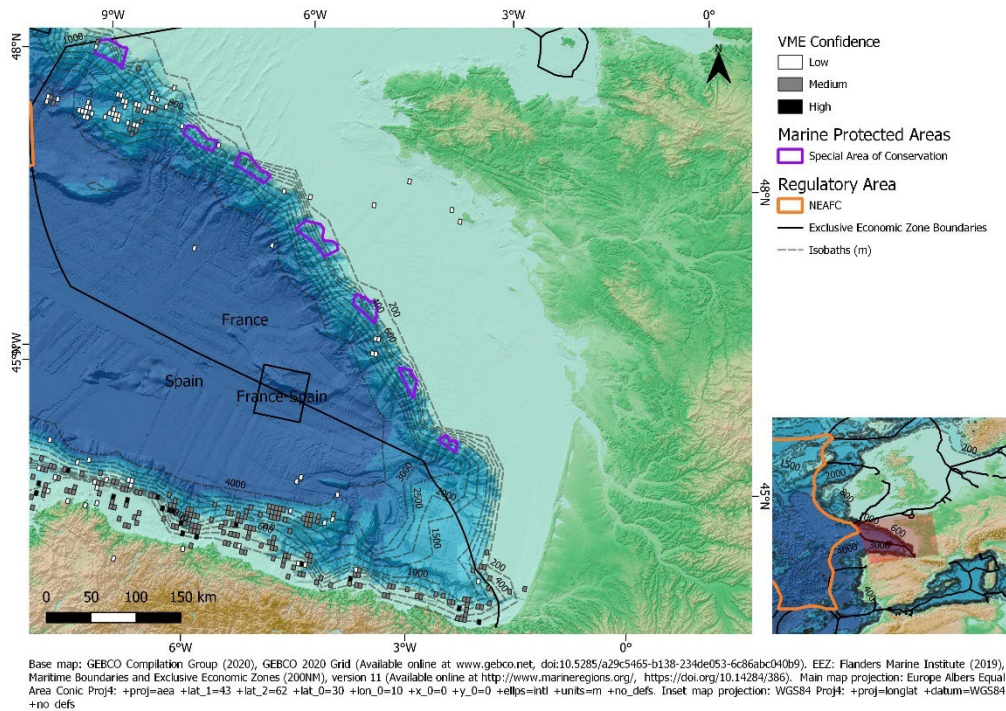 9°W
6°W
3°W
0°
48°N
N
1000
0
800
48°N
200
400
600
France
45°N
Spain
France-Spain
3000
2000
4000
2500
1500
45°N
1000
200
400
0 50 100 150 km
6°W
3°W
0°
VME Confidence
Low
Medium
High
Marine Protected Areas
Special Area of Conservation
Regulatory Area
NEAFC
Exclusive Economic Zone Boundaries
Isobaths (m)
200
1500
2000
800
1000
600
3000
3000
400
Base map: GEBCO Compilation Group (2020), GEBCO 2020 Grid (Available online at www.gebco.net, doi:10.5285/a29c5465-b138-234de053-6c86abc040b9). EEZ: Flanders Marine Institute (2019),
Maritime Boundaries and Exclusive Economic Zones (200NM), version 11 (Available online at http://www.marineregions.org/, https://doi.org/10.14284/386). Main map projection: Europe Albers Equal
Area Conic Proj4: +proj=aea +lat_1=43 +lat_2=62 +lat_0=30 +lon_0=10 +x_0=0 +y_0=0 +ellps=intl +units=m +no_defs. Inset map projection: WGS84 Proj4: +proj=longlat +datum=WGS84
+no_defs